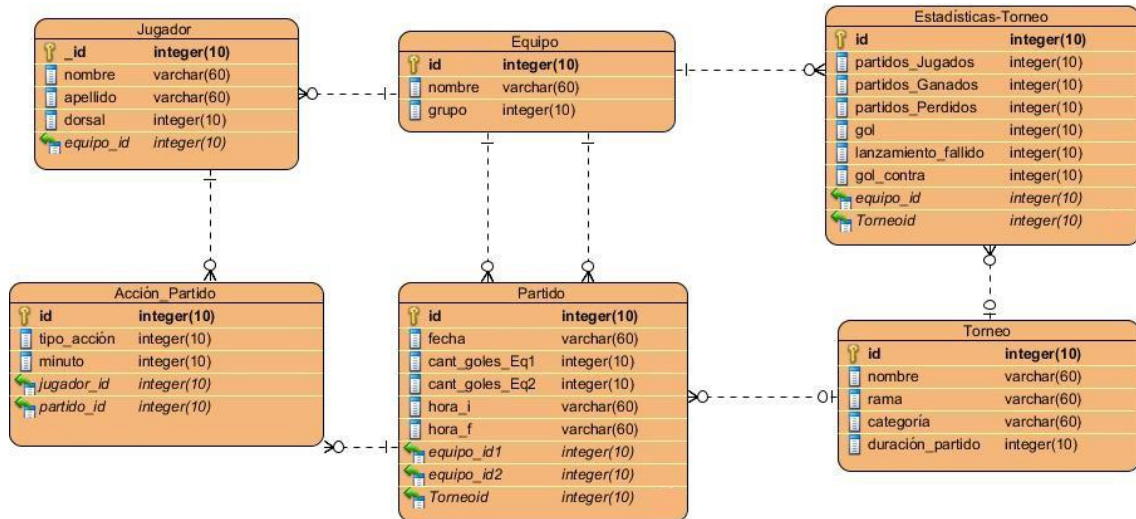 Jugador
_id integer(10)
nombre varchar(60)
apellido varchar(60)
dorsal integer(10)
equipo_id integer(10)
Equipo
id integer(10)
nombre varchar(60)
grupo integer(10)
Estadísticas-Torneo
id integer(10)
partidos_Jugados integer(10)
partidos_Ganados integer(10)
partidos_Perdidos integer(10)
gol integer(10)
lanzamiento_fallido integer(10)
gol_contra integer(10)
equipo_id integer(10)
Torneoid integer(10)
Acción_Partido
id integer(10)
tipo_acción integer(10)
minuto integer(10)
jugador_id integer(10)
partido_id integer(10)
Partido
id integer(10)
fecha varchar(60)
cant_goles_Eq1 integer(10)
cant_goles_Eq2 integer(10)
hora_i varchar(60)
hora_f varchar(60)
equipo_id1 integer(10)
equipo_id2 integer(10)
Torneoid integer(10)
Torneo
id integer(10)
nombre varchar(60)
rama varchar(60)
categoría varchar(60)
duración_partido integer(10)